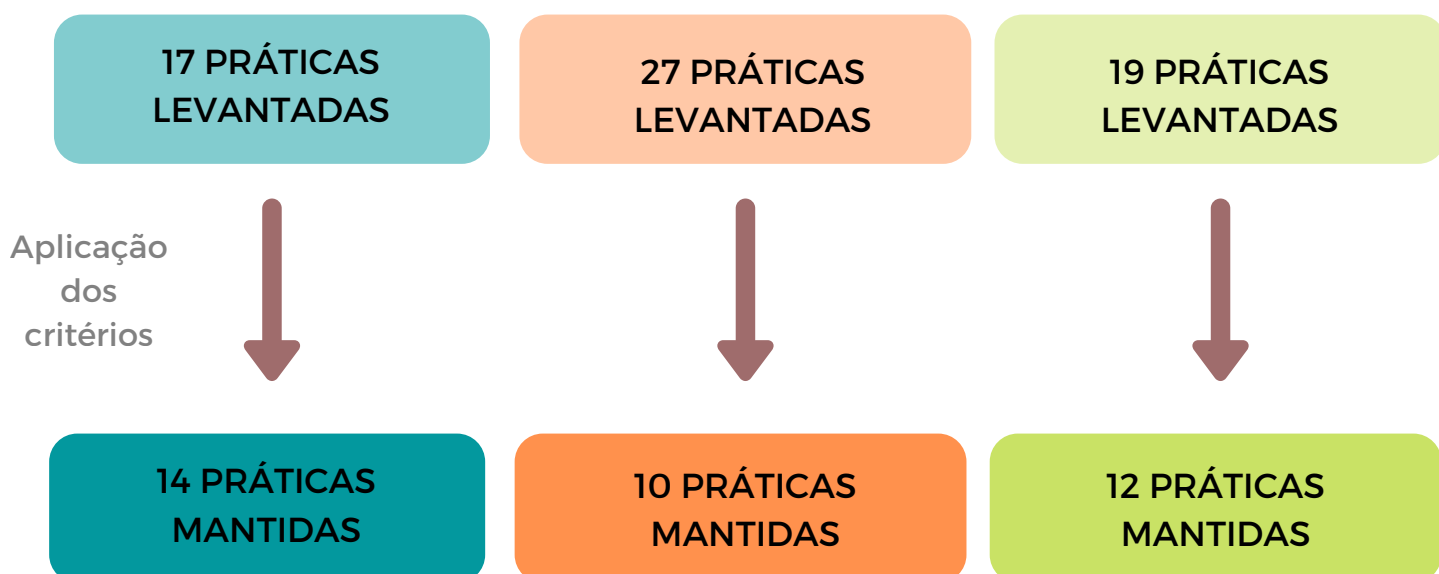 17 PRÁTICAS
LEVANTADAS
27 PRÁTICAS
LEVANTADAS
19 PRÁTICAS
LEVANTADAS
Aplicação
dos
critérios
14 PRÁTICAS
MANTIDAS
10 PRÁTICAS
MANTIDAS
12 PRÁTICAS
MANTIDAS